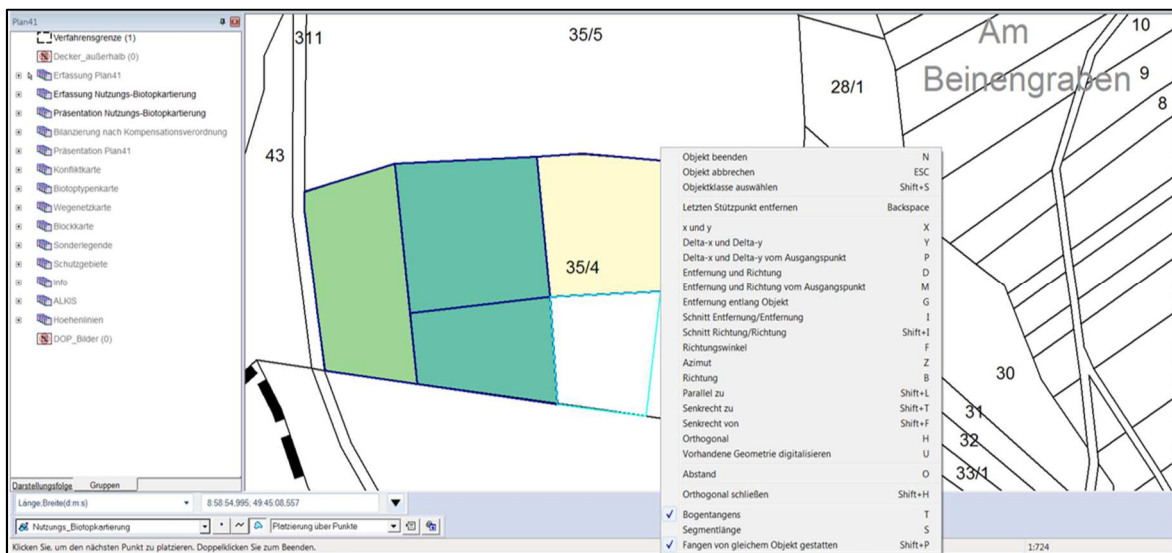 Plan41
Verfahrensgrenze (1)
Decker_außerhalb (0)
Erfassung Plan41
Erfassung Nutzungs-Biotopkartierung
Präsentation Nutzungs-Biotopkartierung
Bilanzierung nach Kompensationsverordnung
Präsentation Plan41
Konfliktkarte
Biotoptypenkarte
Wegenetzkarte
Blockkarte
Sonderlegende
Schutzgebiete
Info
ALKIS
Hoehenlinien
DOP_Bilder (0)
Darstellungsfolge Gruppen
311
35/5
43
28/1
Am
Beinengraben
10
9
8
35/4
30
31
32
33/1
Objekt beenden N
Objekt abbrechen ESC
Objektklasse auswählen Shift+S
Letzten Stützpunkt entfernen Backspace
x und y X
Delta-x und Delta-y Y
Delta-x und Delta-y vom Ausgangspunkt P
Entfernung und Richtung D
Entfernung und Richtung vom Ausgangspunkt M
Entfernung entlang Objekt G
Schnitt Entfernung/Entfernung I
Schnitt Richtung/Richtung Shift+I
Richtungswinkel F
Azimut Z
Richtung B
Parallel zu Shift+L
Senkrecht zu Shift+T
Senkrecht von Shift+F
Orthogonal H
Vorhandene Geometrie digitalisieren U
Abstand O
Orthogonal schließen Shift+H
Bogentangens T
Segmentlänge S
Fangen von gleichem Objekt gestatten Shift+P
Länge,Breite(d:m:s) 8:58:54,995; 49:45:08,557
Nutzungs_Biotopkartierung Platzierung über Punkte
Klicken Sie, um den nächsten Punkt zu platzieren. Doppelklicken Sie zum Beenden. 1:724